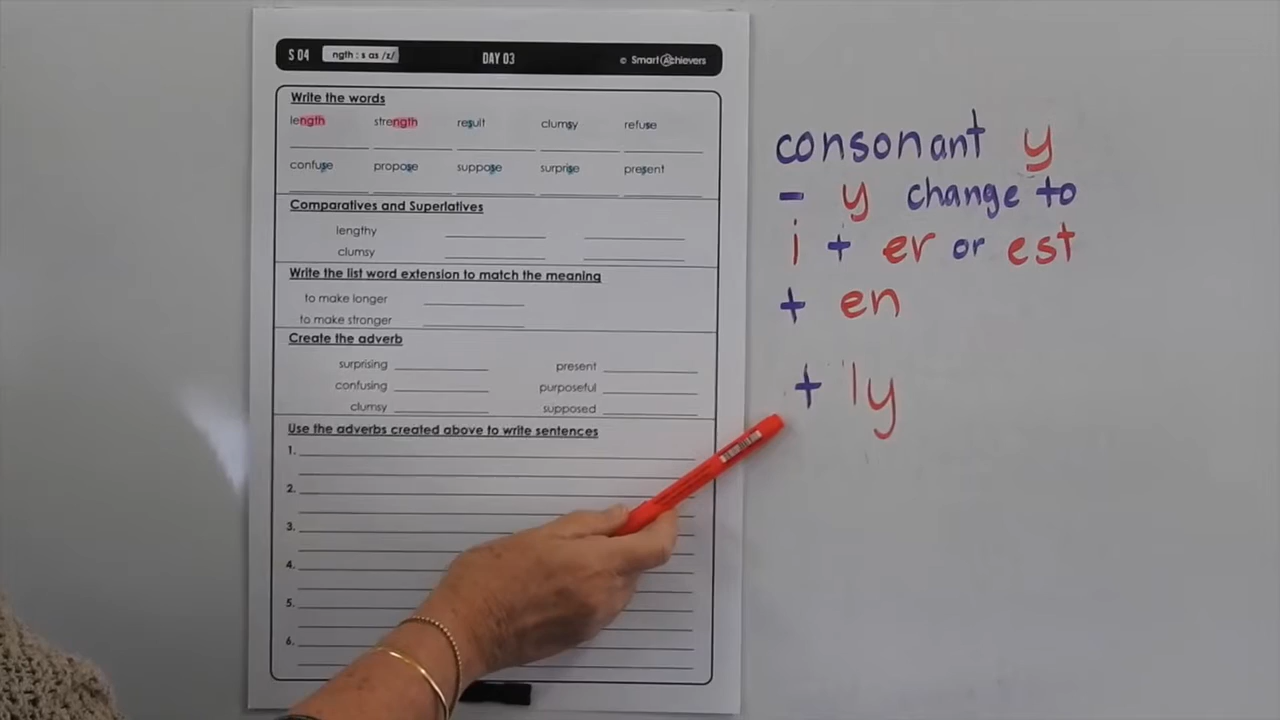 S 04 ngth : s as /z/ DAY 03 © Smart Achievers
Write the words
length strength result clumsy refuse
confuse propose suppose surprise present
Comparatives and Superlatives
lengthy
clumsy
Write the list word extension to match the meaning
to make longer
to make stronger
Create the adverb
surprising present
confusing purposeful
clumsy supposed
Use the adverbs created above to write sentences
1.
2.
3.
4.
5.
6.
consonant y
- y change to
i + er or est
+ en
+ ly